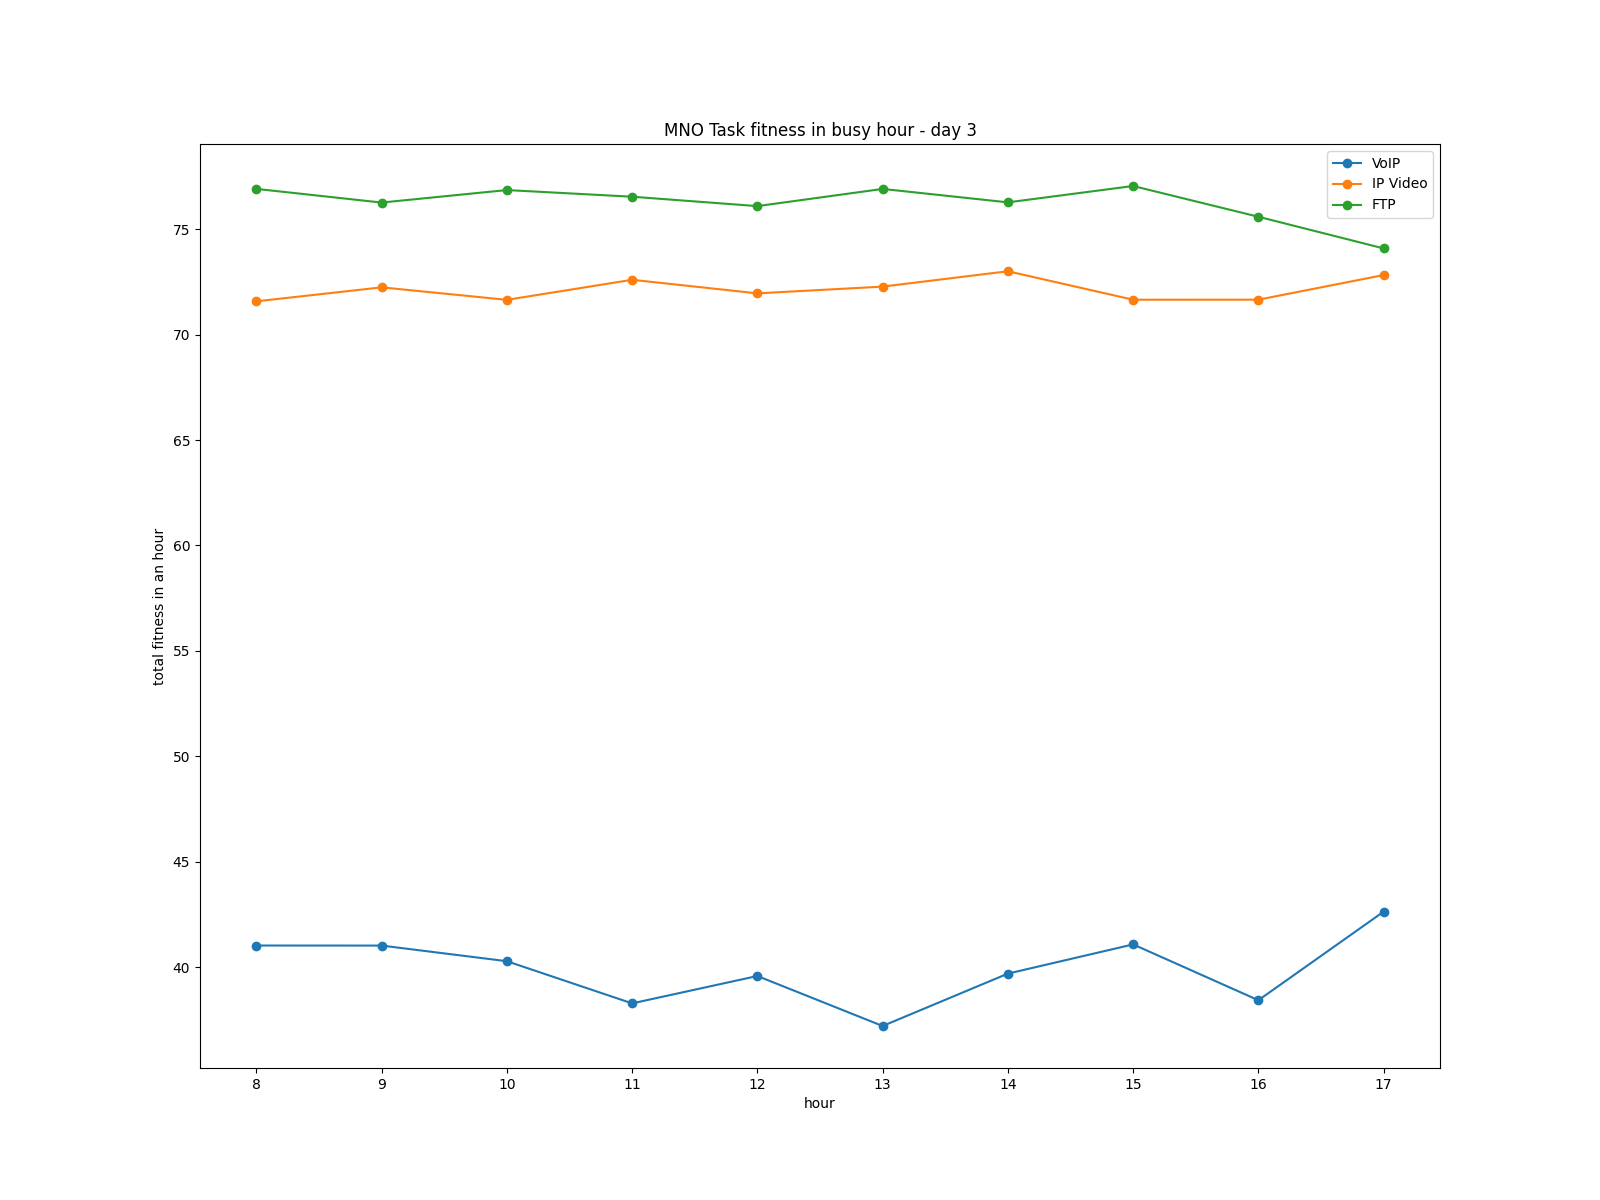 MNO Task fitness in busy hour - day 3
VoIP
IP Video
FTP
total fitness in an hour
75
70
65
60
55
50
45
40
8 9 10 11 12 13 14 15 16 17
hour